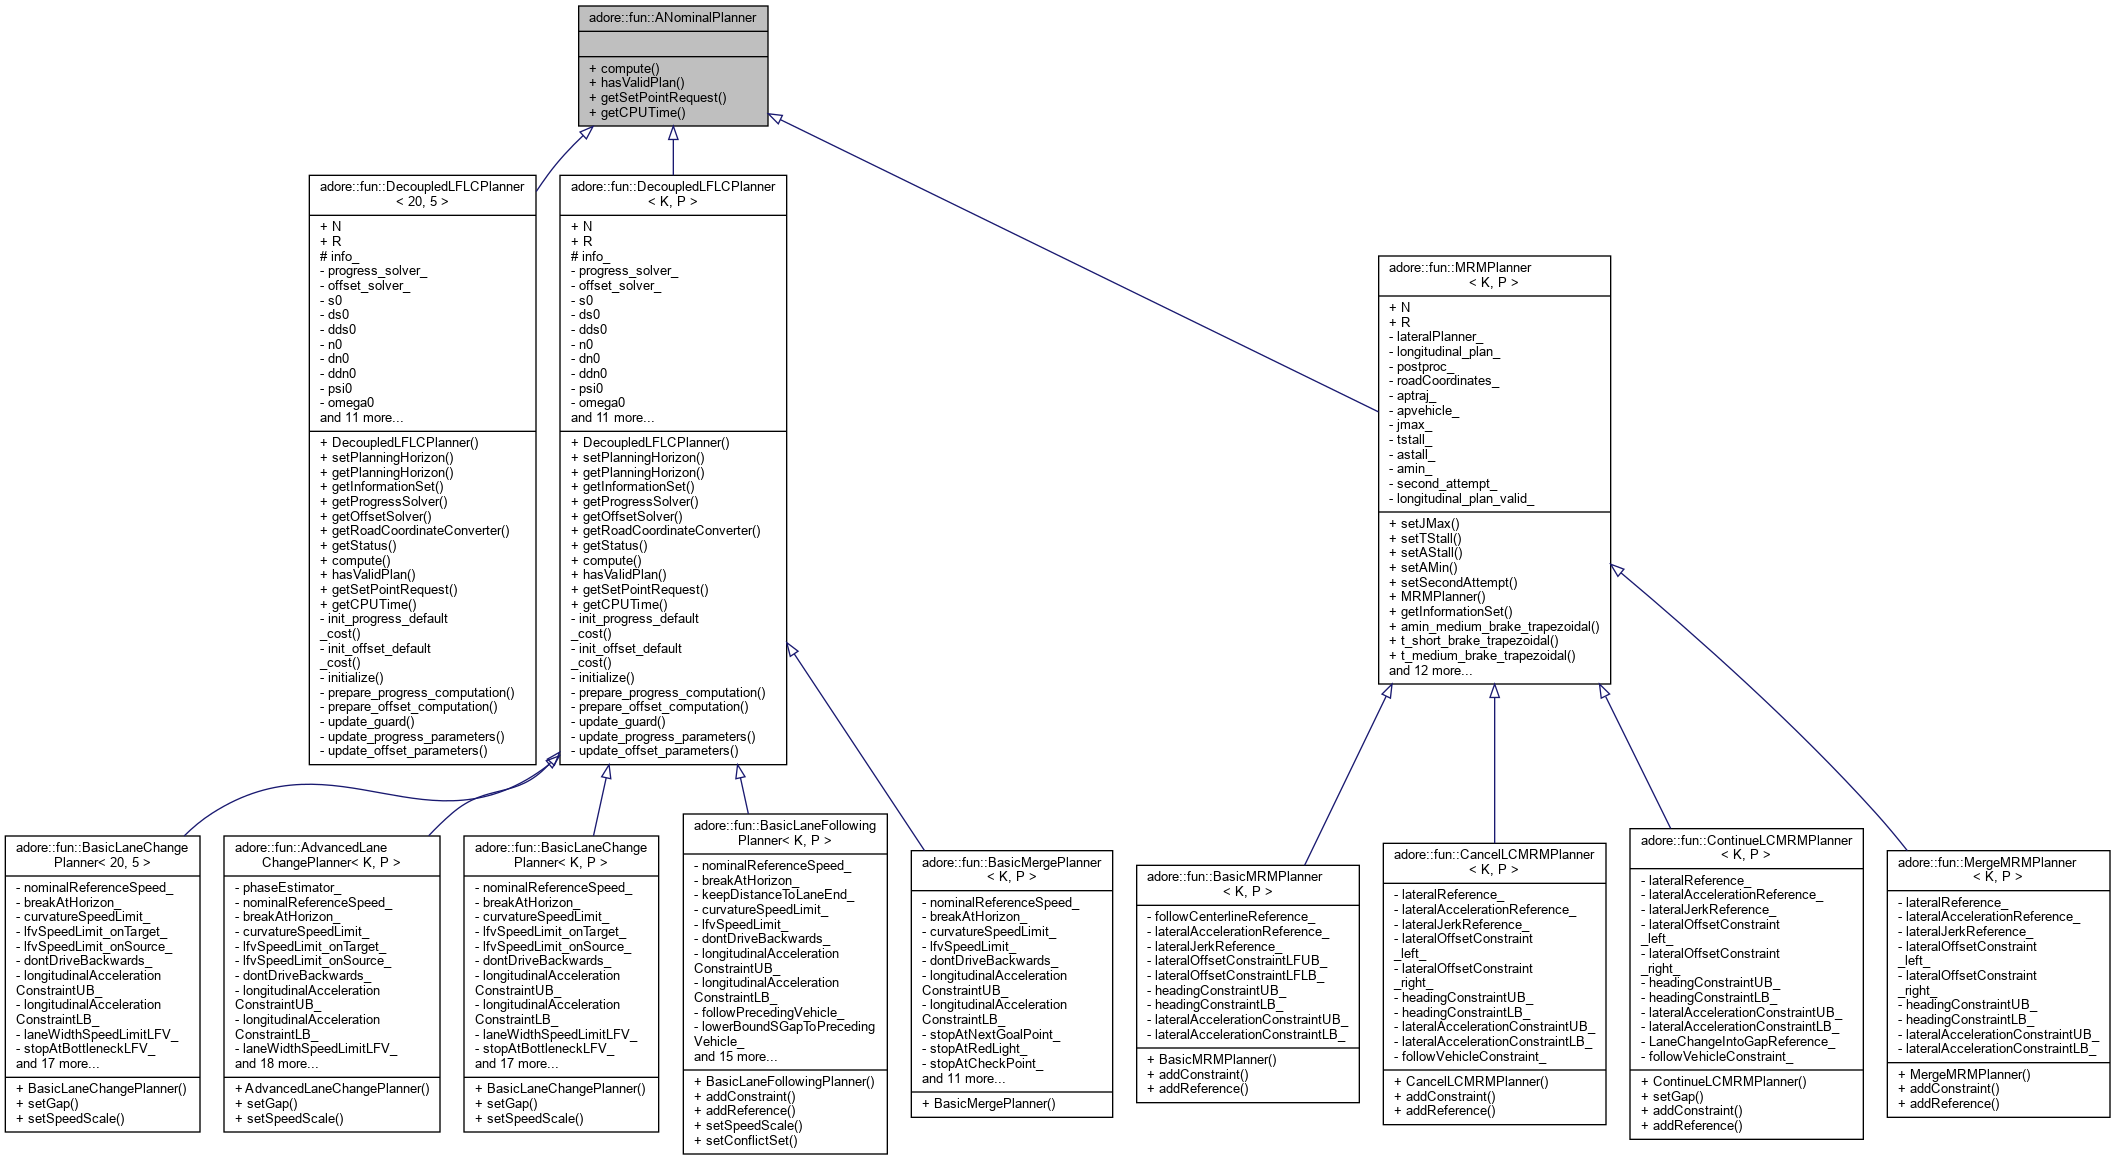 adore::fun::ANominalPlanner
+ compute()
+ hasValidPlan()
+ getSetPointRequest()
+ getCPUTime()
adore::fun::DecoupledLFLCPlanner
< 20, 5 >
+ N
+ R
# info_
- progress_solver_
- offset_solver_
- s0
- ds0
- dds0
- n0
- dn0
- ddn0
- psi0
- omega0
and 11 more...
+ DecoupledLFLCPlanner()
+ setPlanningHorizon()
+ getPlanningHorizon()
+ getInformationSet()
+ getProgressSolver()
+ getOffsetSolver()
+ getRoadCoordinateConverter()
+ getStatus()
+ compute()
+ hasValidPlan()
+ getSetPointRequest()
+ getCPUTime()
- init_progress_default
_cost()
- init_offset_default
_cost()
- initialize()
- prepare_progress_computation()
- prepare_offset_computation()
- update_guard()
- update_progress_parameters()
- update_offset_parameters()
adore::fun::DecoupledLFLCPlanner
< K, P >
+ N
+ R
# info_
- progress_solver_
- offset_solver_
- s0
- ds0
- dds0
- n0
- dn0
- ddn0
- psi0
- omega0
and 11 more...
+ DecoupledLFLCPlanner()
+ setPlanningHorizon()
+ getPlanningHorizon()
+ getInformationSet()
+ getProgressSolver()
+ getOffsetSolver()
+ getRoadCoordinateConverter()
+ getStatus()
+ compute()
+ hasValidPlan()
+ getSetPointRequest()
+ getCPUTime()
- init_progress_default
_cost()
- init_offset_default
_cost()
- initialize()
- prepare_progress_computation()
- prepare_offset_computation()
- update_guard()
- update_progress_parameters()
- update_offset_parameters()
adore::fun::MRMPlanner
< K, P >
+ N
+ R
- lateralPlanner_
- longitudinal_plan_
- postproc_
- roadCoordinates_
- aptraj_
- apvehicle_
- jmax_
- tstall_
- astall_
- amin_
- second_attempt_
- longitudinal_plan_valid_
+ setJMax()
+ setTStall()
+ setAStall()
+ setAMin()
+ setSecondAttempt()
+ MRMPlanner()
+ getInformationSet()
+ amin_medium_brake_trapezoidal()
+ t_short_brake_trapezoidal()
+ t_medium_brake_trapezoidal()
and 12 more...
adore::fun::BasicLaneChange
Planner< 20, 5 >
- nominalReferenceSpeed_
- breakAtHorizon_
- curvatureSpeedLimit_
- lfvSpeedLimit_onTarget_
- lfvSpeedLimit_onSource_
- dontDriveBackwards_
- longitudinalAcceleration
ConstraintUB_
- longitudinalAcceleration
ConstraintLB_
- laneWidthSpeedLimitLFV_
- stopAtBottleneckLFV_
and 17 more...
+ BasicLaneChangePlanner()
+ setGap()
+ setSpeedScale()
adore::fun::AdvancedLane
ChangePlanner< K, P >
- phaseEstimator_
- nominalReferenceSpeed_
- breakAtHorizon_
- curvatureSpeedLimit_
- lfvSpeedLimit_onTarget_
- lfvSpeedLimit_onSource_
- dontDriveBackwards_
- longitudinalAcceleration
ConstraintUB_
- longitudinalAcceleration
ConstraintLB_
- laneWidthSpeedLimitLFV_
and 18 more...
+ AdvancedLaneChangePlanner()
+ setGap()
+ setSpeedScale()
adore::fun::BasicLaneChange
Planner< K, P >
- nominalReferenceSpeed_
- breakAtHorizon_
- curvatureSpeedLimit_
- lfvSpeedLimit_onTarget_
- lfvSpeedLimit_onSource_
- dontDriveBackwards_
- longitudinalAcceleration
ConstraintUB_
- longitudinalAcceleration
ConstraintLB_
- laneWidthSpeedLimitLFV_
- stopAtBottleneckLFV_
and 17 more...
+ BasicLaneChangePlanner()
+ setGap()
+ setSpeedScale()
adore::fun::BasicLaneFollowing
Planner< K, P >
- nominalReferenceSpeed_
- breakAtHorizon_
- keepDistanceToLaneEnd_
- curvatureSpeedLimit_
- lfvSpeedLimit_
- dontDriveBackwards_
- longitudinalAcceleration
ConstraintUB_
- longitudinalAcceleration
ConstraintLB_
- followPrecedingVehicle_
- lowerBoundSGapToPreceding
Vehicle_
and 15 more...
+ BasicLaneFollowingPlanner()
+ addConstraint()
+ addReference()
+ setSpeedScale()
+ setConflictSet()
adore::fun::BasicMergePlanner
< K, P >
- nominalReferenceSpeed_
- breakAtHorizon_
- curvatureSpeedLimit_
- lfvSpeedLimit_
- dontDriveBackwards_
- longitudinalAcceleration
ConstraintUB_
- longitudinalAcceleration
ConstraintLB_
- stopAtNextGoalPoint_
- stopAtRedLight_
- stopAtCheckPoint_
and 11 more...
+ BasicMergePlanner()
adore::fun::BasicMRMPlanner
< K, P >
- followCenterlineReference_
- lateralAccelerationReference_
- lateralJerkReference_
- lateralOffsetConstraintLFUB_
- lateralOffsetConstraintLFLB_
- headingConstraintUB_
- headingConstraintLB_
- lateralAccelerationConstraintUB_
- lateralAccelerationConstraintLB_
+ BasicMRMPlanner()
+ addConstraint()
+ addReference()
adore::fun::CancelLCMRMPlanner
< K, P >
- lateralReference_
- lateralAccelerationReference_
- lateralJerkReference_
- lateralOffsetConstraint
_left_
- lateralOffsetConstraint
_right_
- headingConstraintUB_
- headingConstraintLB_
- lateralAccelerationConstraintUB_
- lateralAccelerationConstraintLB_
- followVehicleConstraint_
+ CancelLCMRMPlanner()
+ addConstraint()
+ addReference()
adore::fun::ContinueLCMRMPlanner
< K, P >
- lateralReference_
- lateralAccelerationReference_
- lateralJerkReference_
- lateralOffsetConstraint
_left_
- lateralOffsetConstraint
_right_
- headingConstraintUB_
- headingConstraintLB_
- lateralAccelerationConstraintUB_
- lateralAccelerationConstraintLB_
- LaneChangeIntoGapReference_
- followVehicleConstraint_
+ ContinueLCMRMPlanner()
+ setGap()
+ addConstraint()
+ addReference()
adore::fun::MergeMRMPlanner
< K, P >
- lateralReference_
- lateralAccelerationReference_
- lateralJerkReference_
- lateralOffsetConstraint
_left_
- lateralOffsetConstraint
_right_
- headingConstraintUB_
- headingConstraintLB_
- lateralAccelerationConstraintUB_
- lateralAccelerationConstraintLB_
+ MergeMRMPlanner()
+ addConstraint()
+ addReference()